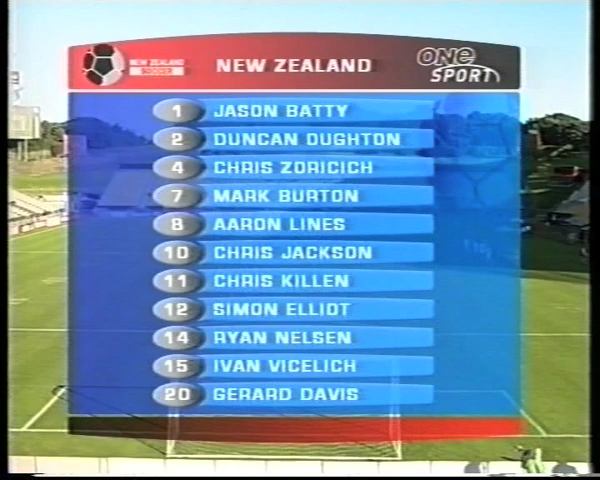 NEW ZEALAND
SOCCER
NEW ZEALAND
ONE
SPORT
1 JASON BATTY
2 DUNCAN OUGHTON
4 CHRIS ZORICICH
7 MARK BURTON
8 AARON LINES
10 CHRIS JACKSON
11 CHRIS KILLEN
12 SIMON ELLIOT
14 RYAN NELSEN
15 IVAN VICELICH
20 GERARD DAVIS